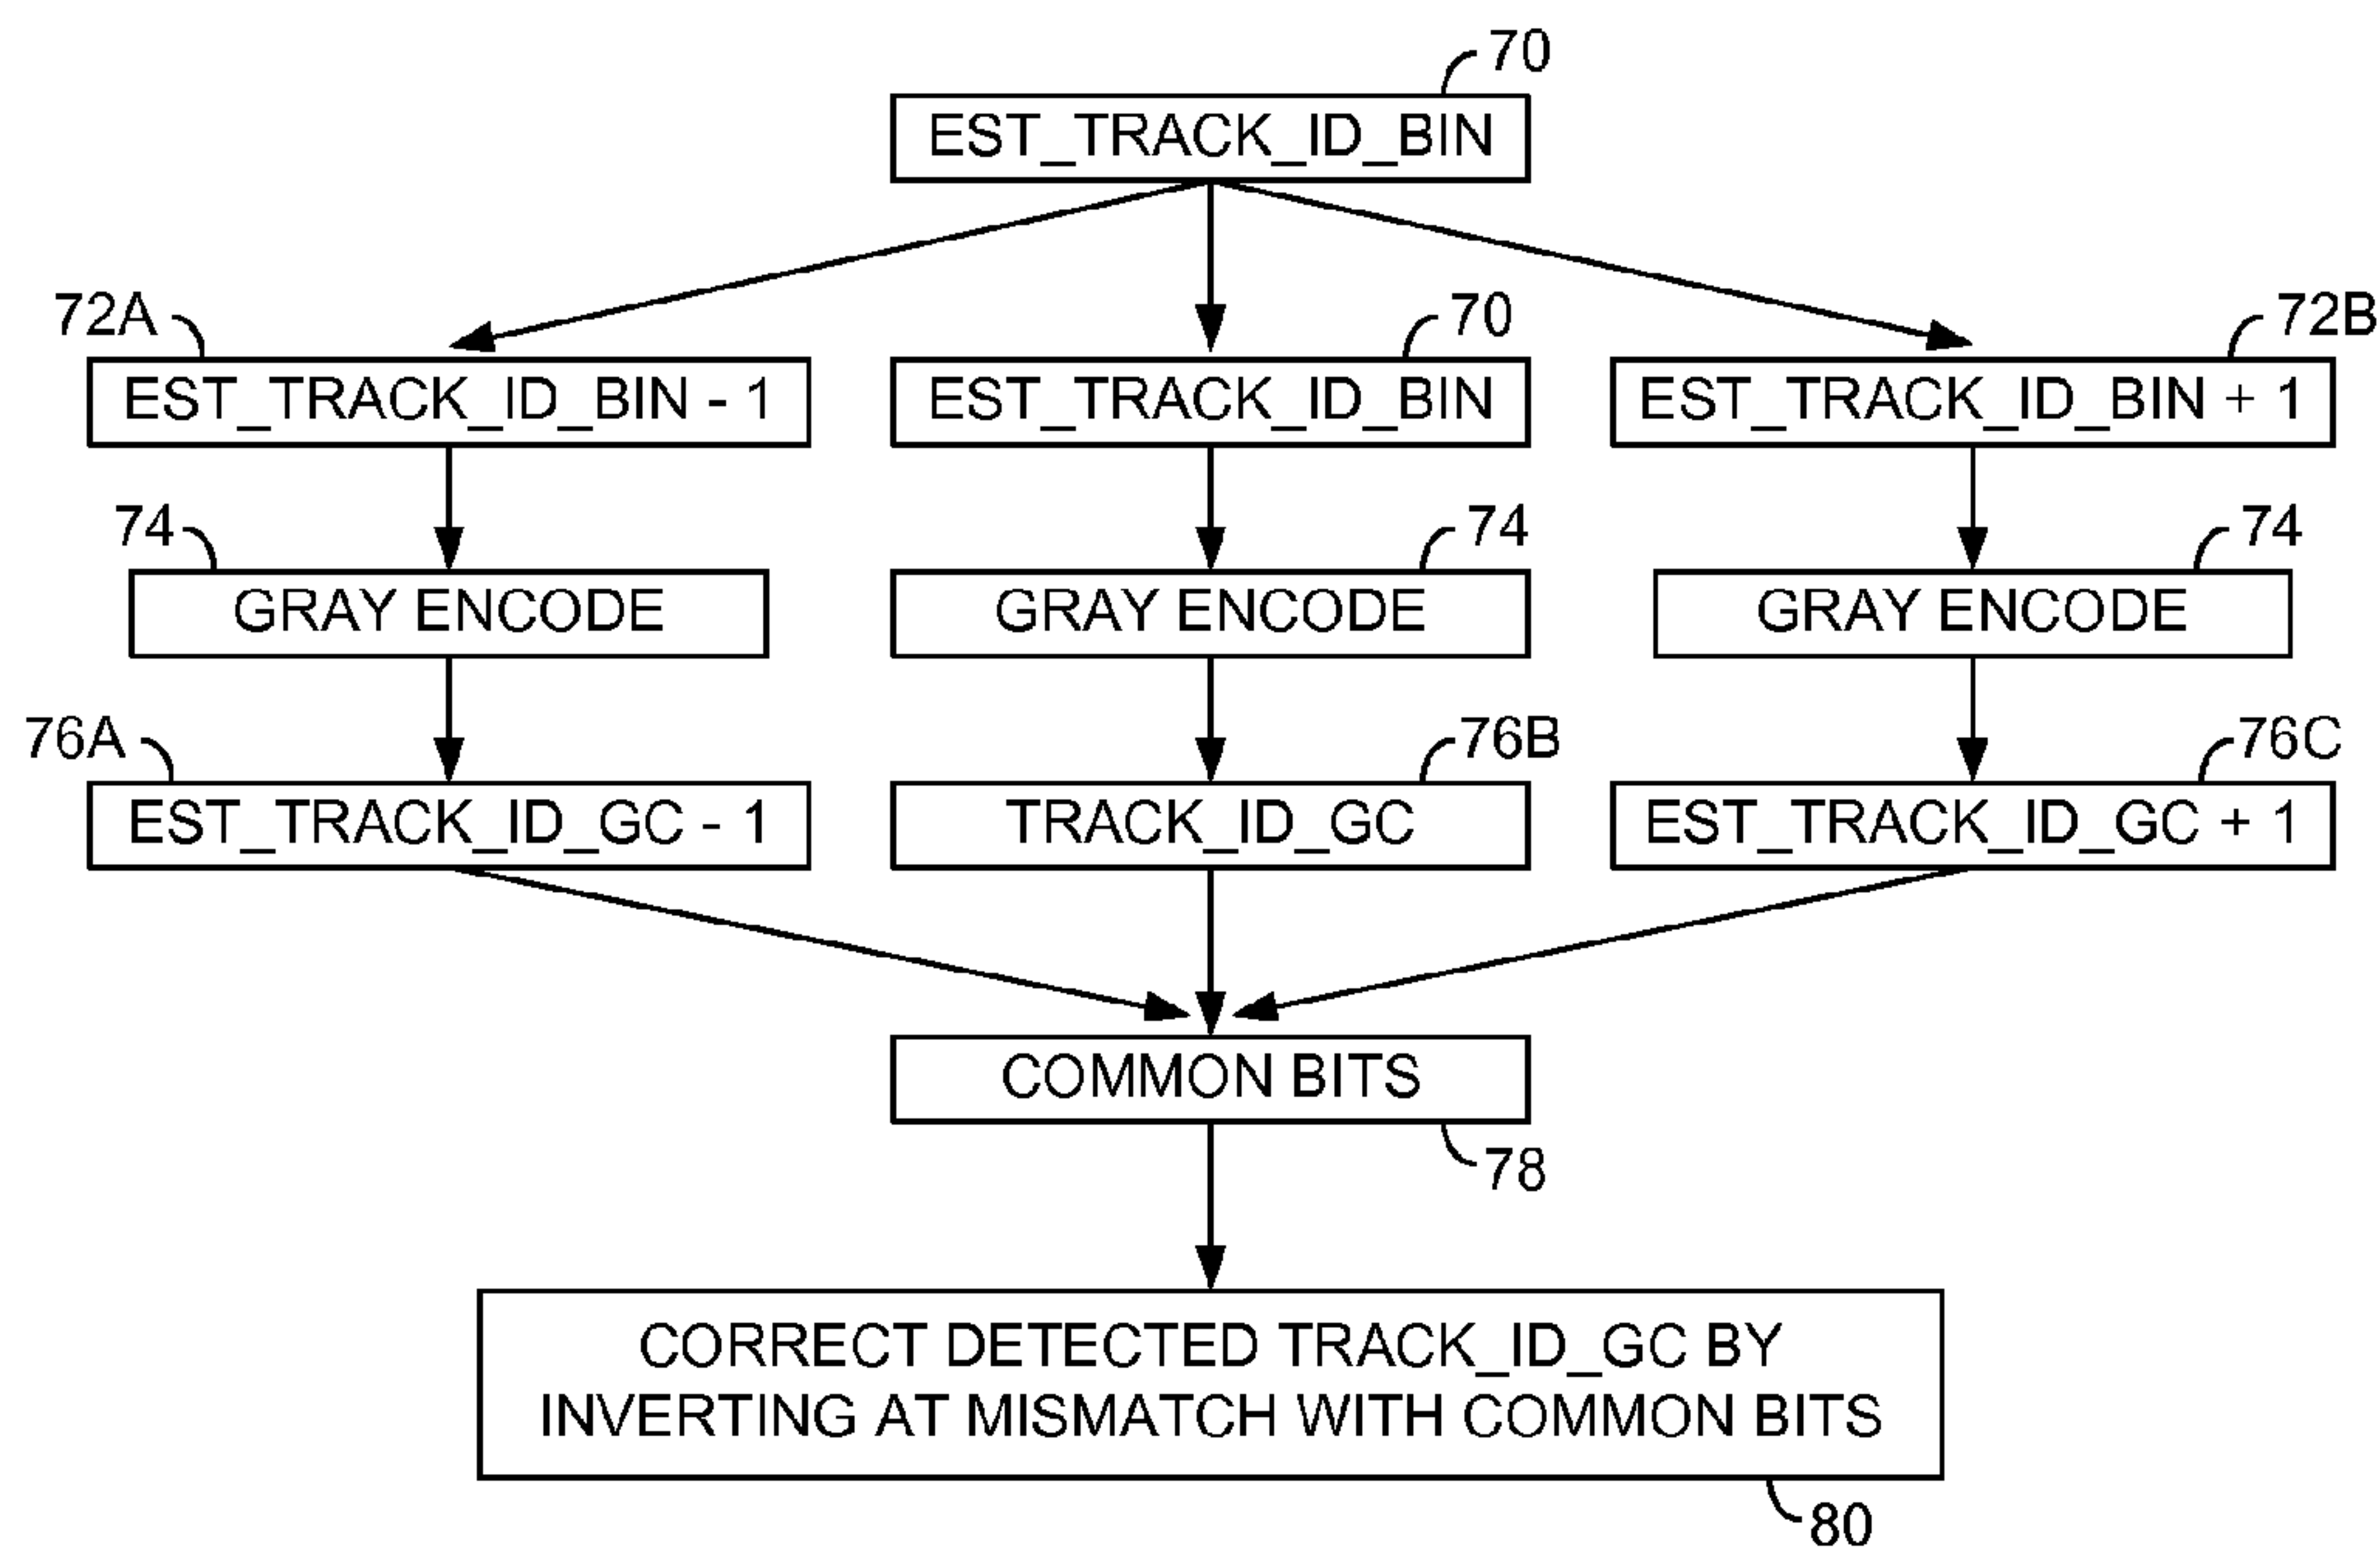 70
EST_TRACK_ID_BIN
72A
70
72B
EST_TRACK_ID_BIN - 1
EST_TRACK_ID_BIN
EST_TRACK_ID_BIN + 1
74
74
74
GRAY ENCODE
GRAY ENCODE
GRAY ENCODE
76A
76B
76C
EST_TRACK_ID_GC - 1
TRACK_ID_GC
EST_TRACK_ID_GC + 1
COMMON BITS
78
CORRECT DETECTED TRACK_ID_GC BY
INVERTING AT MISMATCH WITH COMMON BITS
80